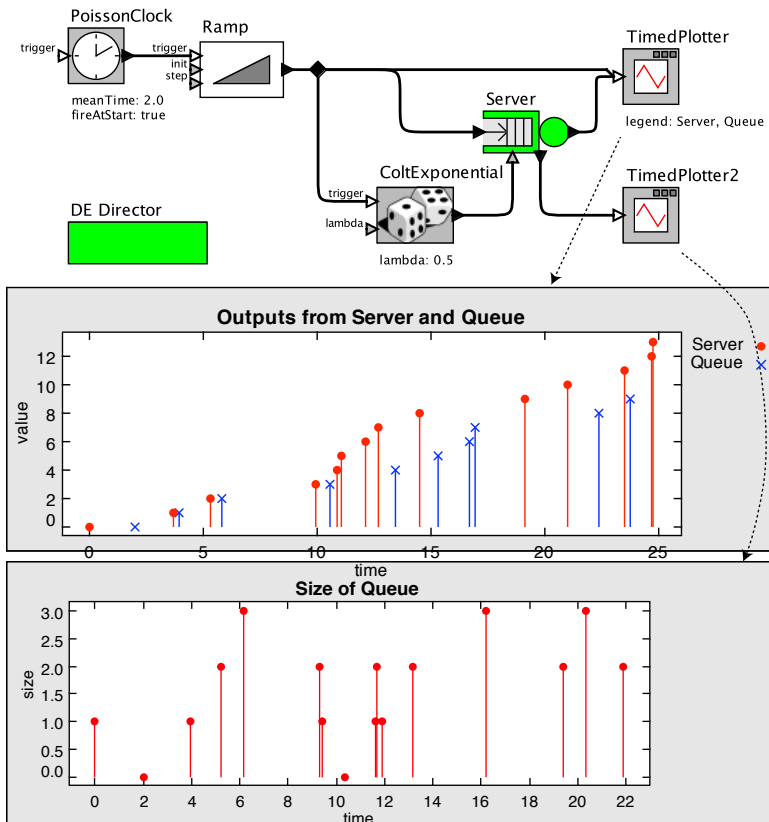 PoissonClock
trigger
meanTime: 2.0
fireAtStart: true
Ramp
trigger
init
step
Server
TimedPlotter
legend: Server, Queue
ColtExponential
trigger
lambda
lambda: 0.5
TimedPlotter2
DE Director
Outputs from Server and Queue
Server
Queue
value
12
10
8
6
4
2
0
0 5 10 15 20 25
time
Size of Queue
size
3.0
2.5
2.0
1.5
1.0
0.5
0.0
0 2 4 6 8 10 12 14 16 18 20 22
time